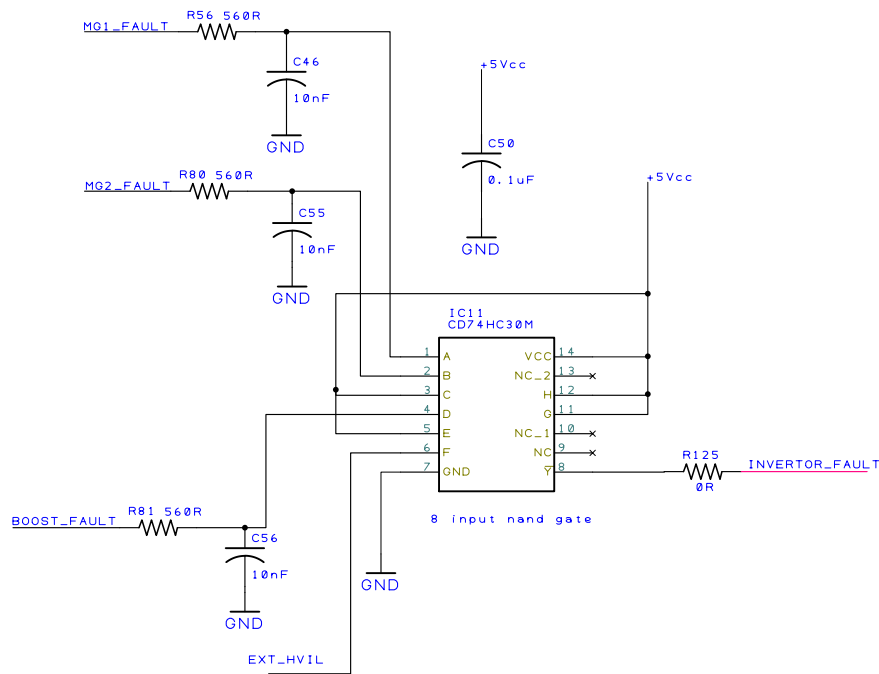 R56 560R
MG1_FAULT
C46
10nF
GND
+5Vcc
C50
0.1uF
GND
R80 560R
MG2_FAULT
C55
10nF
GND
+5Vcc
IC11
CD74HC30M
1 A VCC 14
2 B NC_2 13
3 C H 12
4 D G 11
5 E NC_1 10
6 F NC 9
7 GND Y 8
8 input nand gate
R125
0R
INVERTOR_FAULT
R81 560R
BOOST_FAULT
C56
10nF
GND
GND
EXT_HVIL